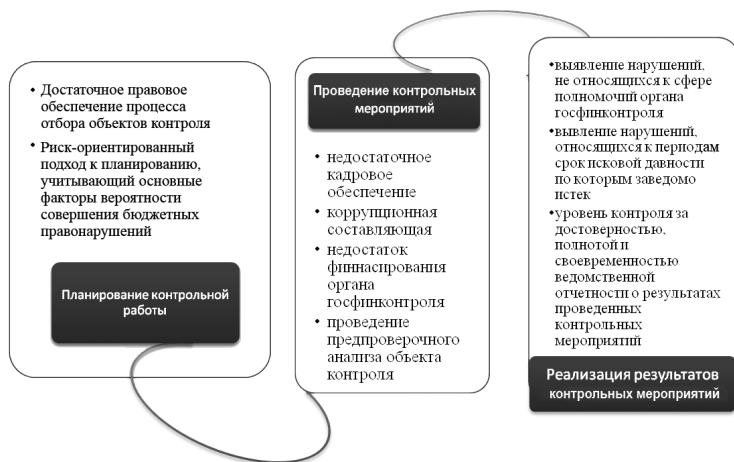 • Достаточное правовое
обеспечение процесса
отбора объектов контроля
• Риск-ориентированный
подход к планированию,
учитывающий основные
факторы вероятности
совершения бюджетных
правонарушений
Планирование контрольной
работы
Проведение контрольных
мероприятий
• недостаточное
кадровое
обеспечение
• коррупционная
составляющая
• недостаток
финнасирования
органа
госфинконтроля
• проведение
предпроверочного
анализа объекта
контроля
•выявление нарушений,
не относящихся к сфере
полномочий органа
госфинконтроля
•вывление нарушений,
относящихся к периодам
срок исковой давности
по которым заведомо
истек
•уровень контроля за
достоверностью,
полнотой и
своевременностью
ведомственной
отчетности о результатах
проведенных
контрольных
мероприятий
Реализация результатов
контрольных мероприятий